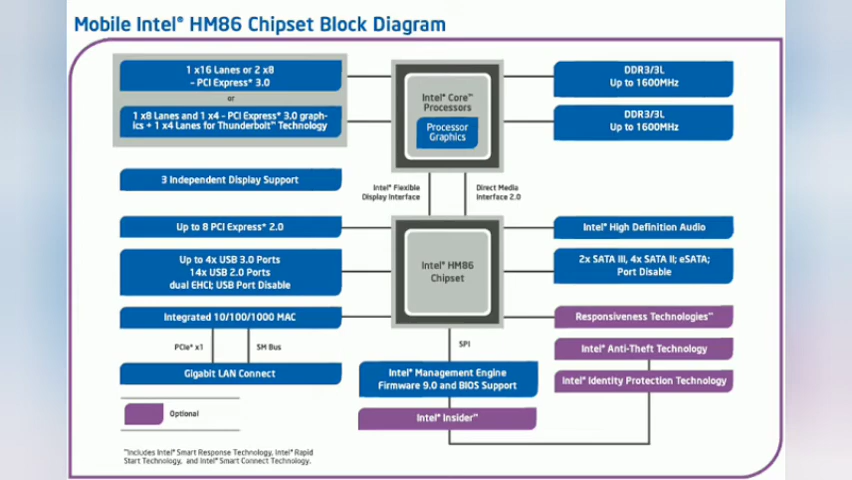 Mobile Intel® HM86 Chipset Block Diagram
1 x16 Lanes or 2 x8
– PCI Express* 3.0
or
1 x8 Lanes and 1 x4 – PCI Express* 3.0 graph-
ics + 1 x4 Lanes for Thunderbolt™ Technology
Intel® Core™
Processors
Processor
Graphics
DDR3/3L
Up to 1600MHz
DDR3/3L
Up to 1600MHz
3 Independent Display Support
Intel® Flexible
Display Interface
Direct Media
Interface 2.0
Up to 8 PCI Express* 2.0
Up to 4x USB 3.0 Ports
14x USB 2.0 Ports
dual EHCI; USB Port Disable
Integrated 10/100/1000 MAC
PCIe* x1
SM Bus
Gigabit LAN Connect
Intel® HM86
Chipset
Intel® High Definition Audio
2x SATA III, 4x SATA II; eSATA;
Port Disable
Responsiveness Technologies**
Intel® Anti-Theft Technology
Intel® Identity Protection Technology
SPI
Intel® Management Engine
Firmware 9.0 and BIOS Support
Intel® Insider™
Optional
**Includes Intel® Smart Response Technology, Intel® Rapid
Start Technology, and Intel® Smart Connect Technology.